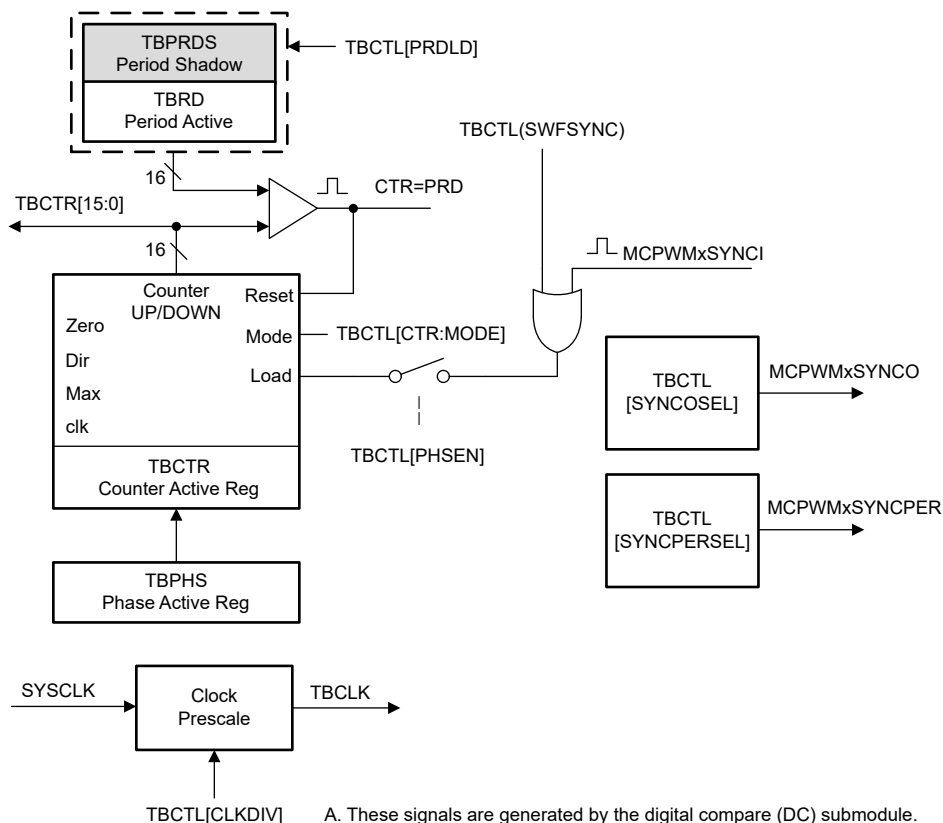 TBPRDS
Period Shadow
TBCTL[PRDLD]
TBRD
Period Active
TBCTL(SWFSYNC)
16
CTR=PRD
TBCTR[15:0]
16
MCPWMxSYNCI
Counter
UP/DOWN
Reset
Zero
Mode
TBCTL[CTR:MODE]
Dir
Load
Max
clk
TBCTL
[SYNCOSEL]
MCPWMxSYNCO
TBCTL[PHSEN]
TBCTR
Counter Active Reg
TBCTL
[SYNCPERSEL]
MCPWMxSYNCPER
TBPHS
Phase Active Reg
SYSCLK
Clock
Prescale
TBCLK
TBCTL[CLKDIV]
A. These signals are generated by the digital compare (DC) submodule.